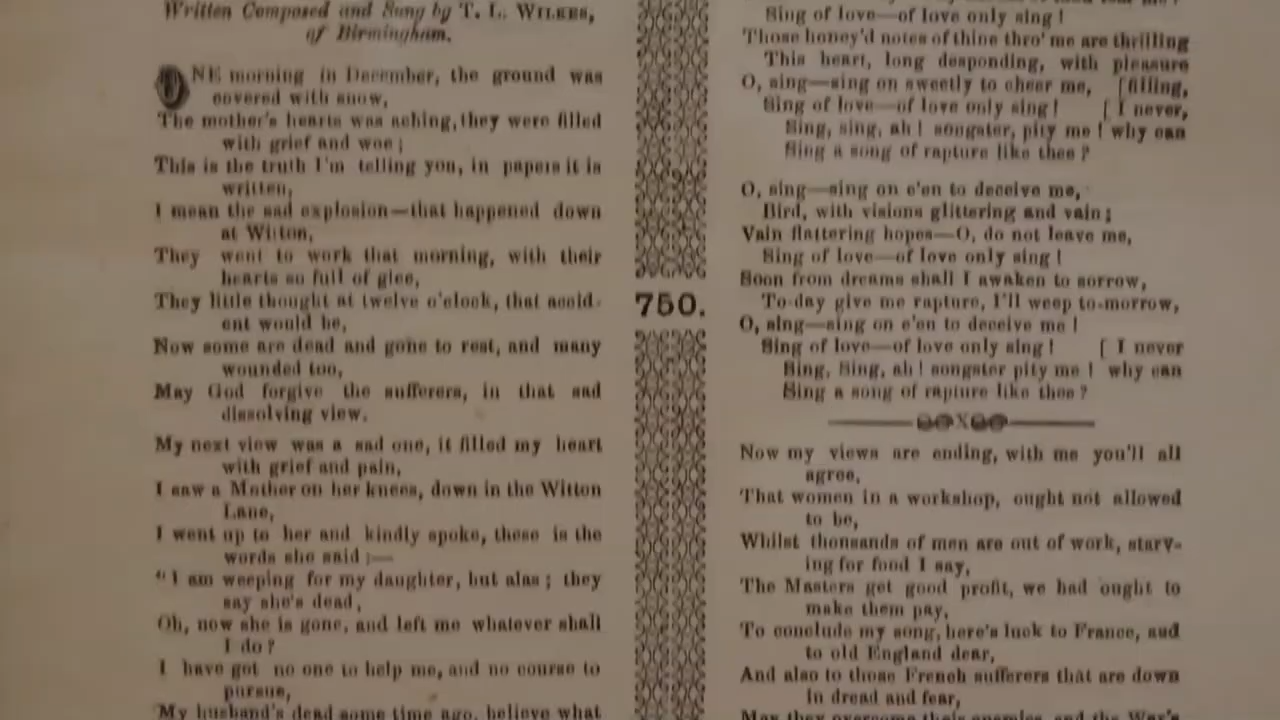 Written Composed and Sung by T. L. WILKES,
of Birmingham.
ONE morning in December, the ground was
covered with snow,
The mother's hearts was aching, they were filled
with grief and woe;
This is the truth I'm telling you, in papers it is
written,
I mean the sad explosion—that happened down
at Witton,
They went to work that morning, with their
hearts so full of glee,
They little thought at twelve o'clock, that accid-
ent would be,
Now some are dead and gone to rest, and many
wounded too,
May God forgive the sufferers, in that sad
dissolving view.
My next view was a sad one, it filled my heart
with grief and pain,
I saw a Mother on her knees, down in the Witton
Lane,
I went up to her and kindly spoke, these is the
words she said :—
"I am weeping for my daughter, but alas; they
say she's dead,
Oh, now she is gone, and left me whatever shall
I do?
I have got no one to help me, and no course to
pursue,
My husband's dead some time ago, believe what
750.
Sing of love—of love only sing!
Those honey'd notes of thine thro' me are thrilling
This heart, long desponding, with pleasure
O, sing—sing on sweetly to cheer me, [filling,
Sing of love—of love only sing! [I never,
Sing, sing, ah! songster, pity me! why can
Sing a song of rapture like thee?
O, sing—sing on e'en to deceive me,
Bird, with visions glittering and vain;
Vain flattering hopes—O, do not leave me,
Sing of love—of love only sing!
Soon from dreams shall I awaken to sorrow,
To-day give me rapture, I'll weep to-morrow,
O, sing—sing on e'en to deceive me!
Sing of love—of love only sing! [I never
Sing, Sing, ah! songster pity me! why can
Sing a song of rapture like thee?
Now my views are ending, with me you'll all
agree,
That women in a workshop, ought not allowed
to be,
Whilst thousands of men are out of work, starv-
ing for food I say,
The Masters get good profit, we had ought to
make them pay,
To conclude my song, here's luck to France, and
to old England dear,
And also to those French sufferers that are down
in dread and fear,
May they overcome their enemies, and the War's